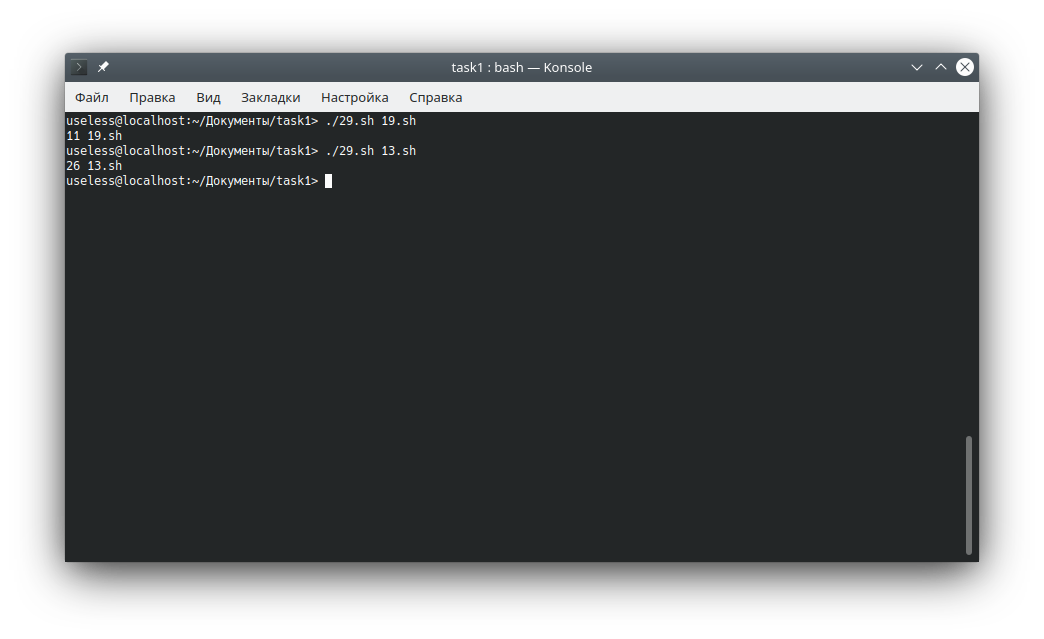 task1 : bash — Konsole
Файл Правка Вид Закладки Настройка Справка
useless@localhost:~/Документы/task1> ./29.sh 19.sh
11 19.sh
useless@localhost:~/Документы/task1> ./29.sh 13.sh
26 13.sh
useless@localhost:~/Документы/task1>